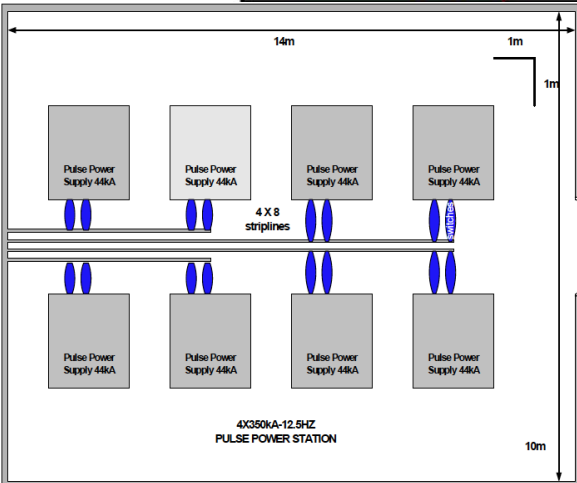 14m
1m
1m
Pulse Power
Supply 44kA
Pulse Power
Supply 44kA
Pulse Power
Supply 44kA
Pulse Power
Supply 44kA
switches
4 X 8
striplines
Pulse Power
Supply 44kA
Pulse Power
Supply 44kA
Pulse Power
Supply 44kA
Pulse Power
Supply 44kA
4X350kA-12.5HZ
PULSE POWER STATION
10m